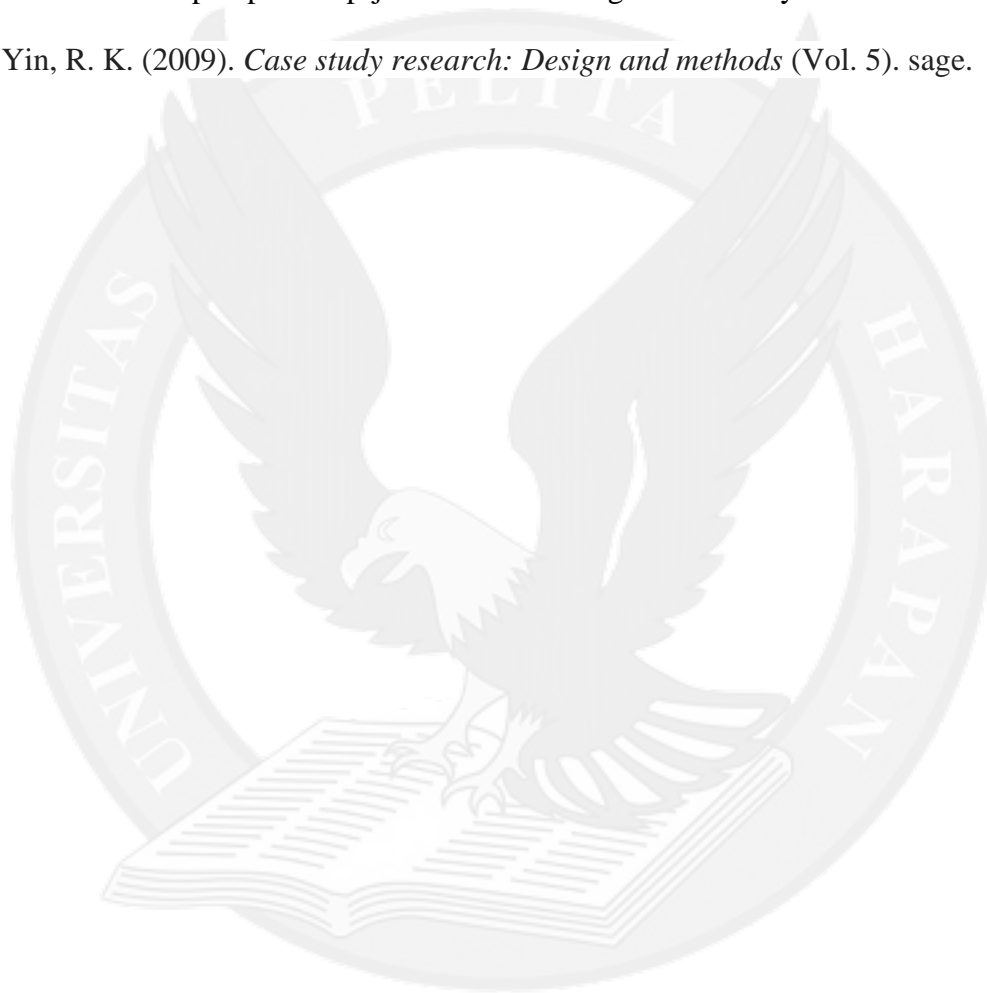 Yin, R. K. (2009). Case study research: Design and methods (Vol. 5). sage.
UNIVERSITAS PELITA HARAPAN